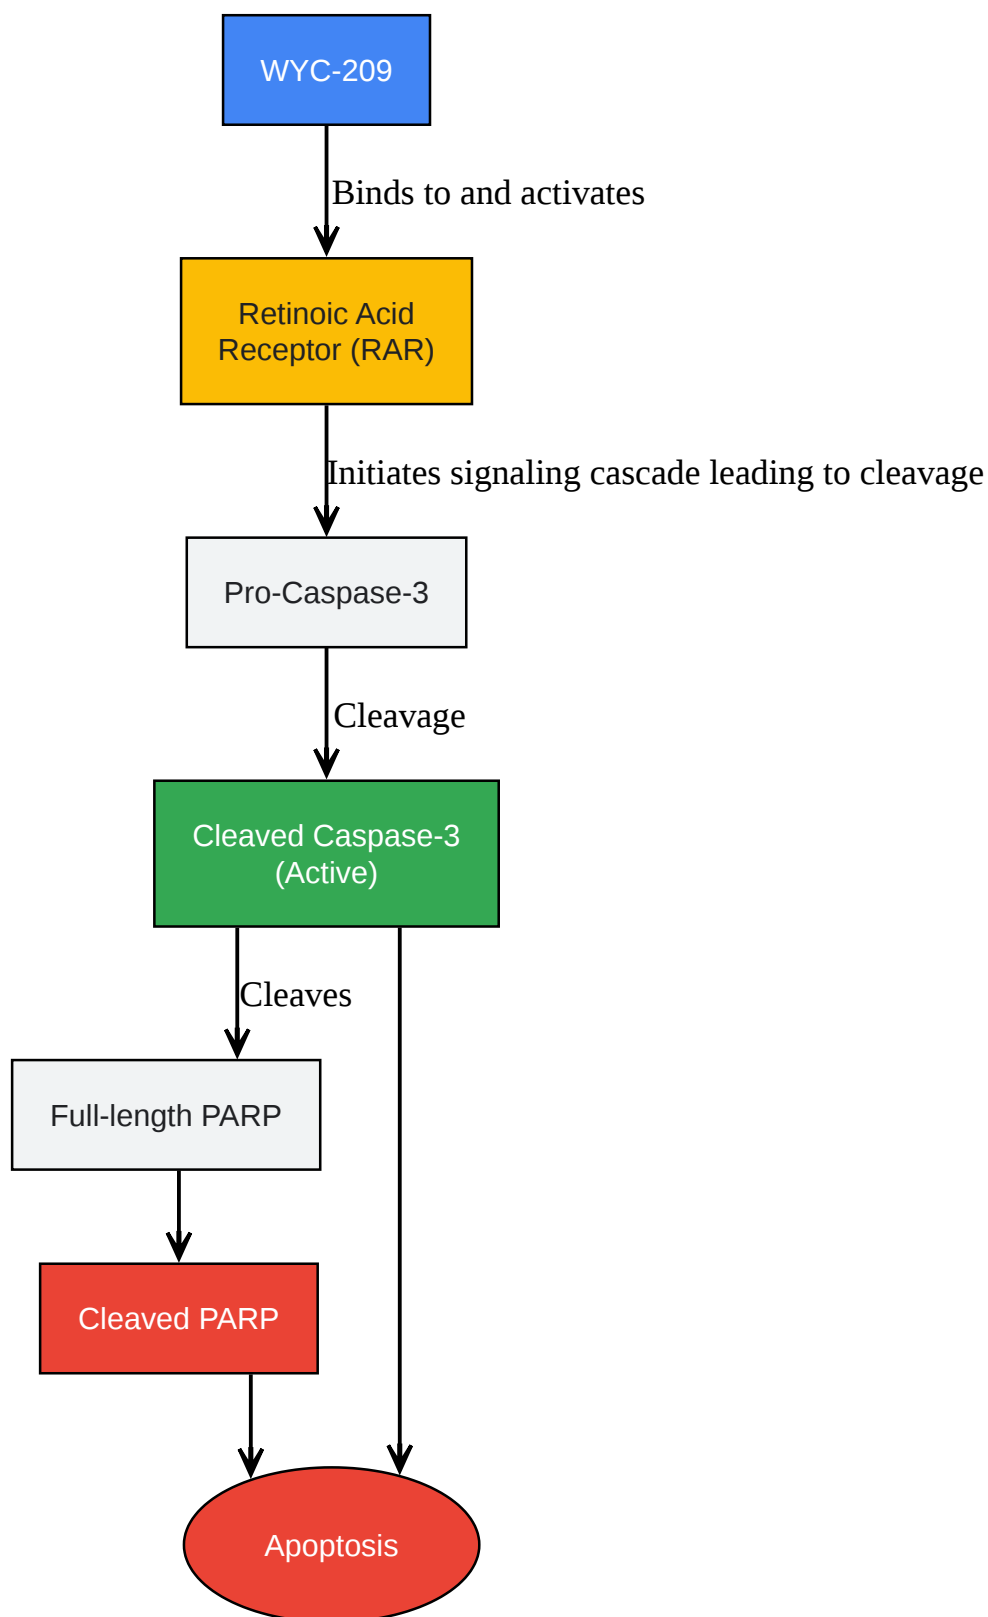 WYC-209
Binds to and activates
Retinoic Acid
Receptor (RAR)
Initiates signaling cascade leading to cleavage
Pro-Caspase-3
Cleavage
Cleaved Caspase-3
(Active)
Cleaves
Full-length PARP
Cleaved PARP
Apoptosis